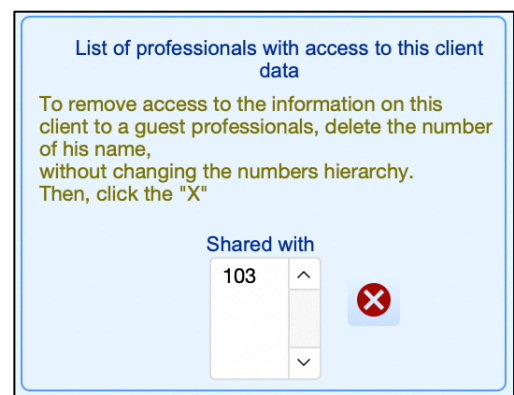 List of professionals with access to this client
data
To remove access to the information on this
client to a guest professionals, delete the number
of his name,
without changing the numbers hierarchy.
Then, click the "X"
Shared with
103